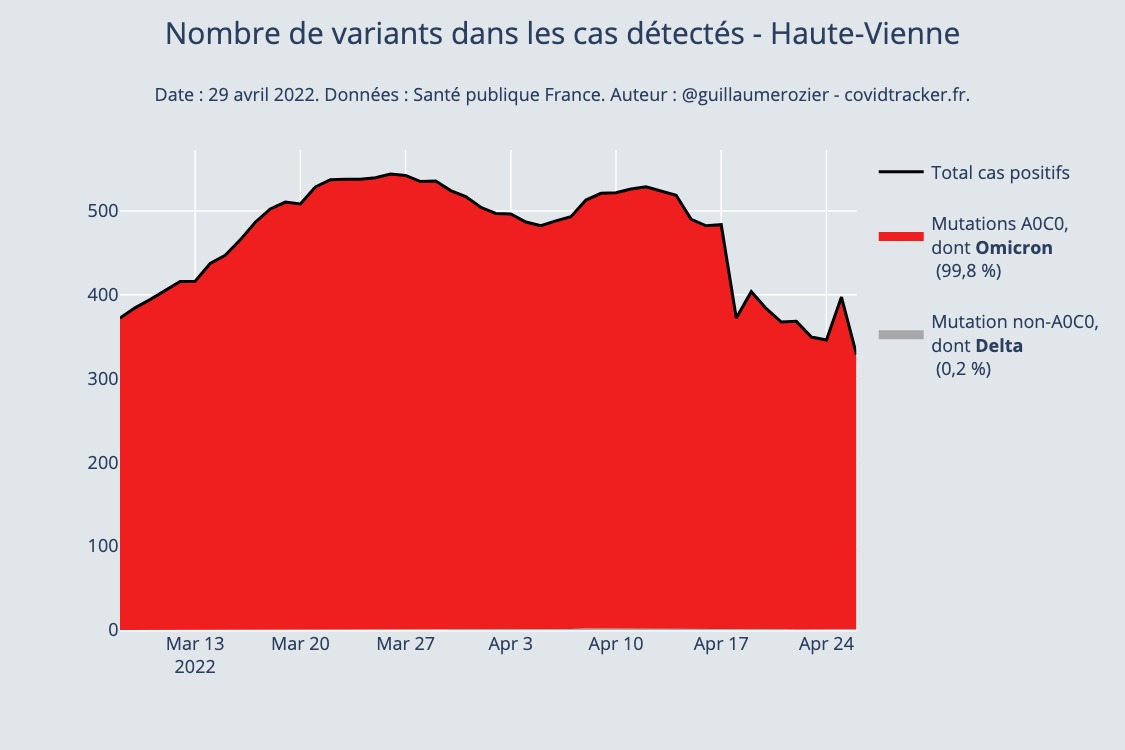 Nombre de variants dans les cas détectés - Haute-Vienne
Date : 29 avril 2022. Données : Santé publique France. Auteur : @guillaumerozier - covidtracker.fr.
Total cas positifs
Mutations A0C0,
dont Omicron
(99,8 %)
Mutation non-A0C0,
dont Delta
(0,2 %)
500
400
300
200
100
0
Mar 13
2022
Mar 20
Mar 27
Apr 3
Apr 10
Apr 17
Apr 24